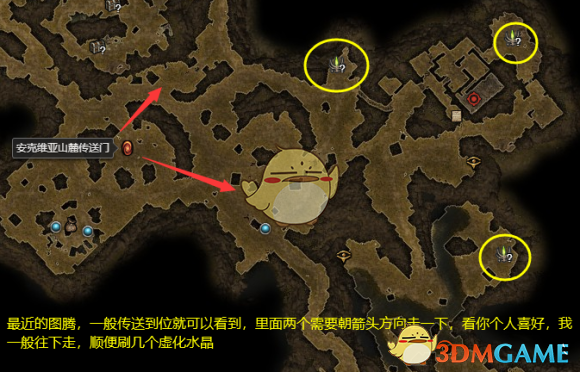 安克维亚山麓传送门
最近的图腾，一般传送到位就可以看到，里面两个需要朝箭头方向走一下，看你个人喜好，我
一般往下走，顺便刷几个虚化水晶
3DMGAME